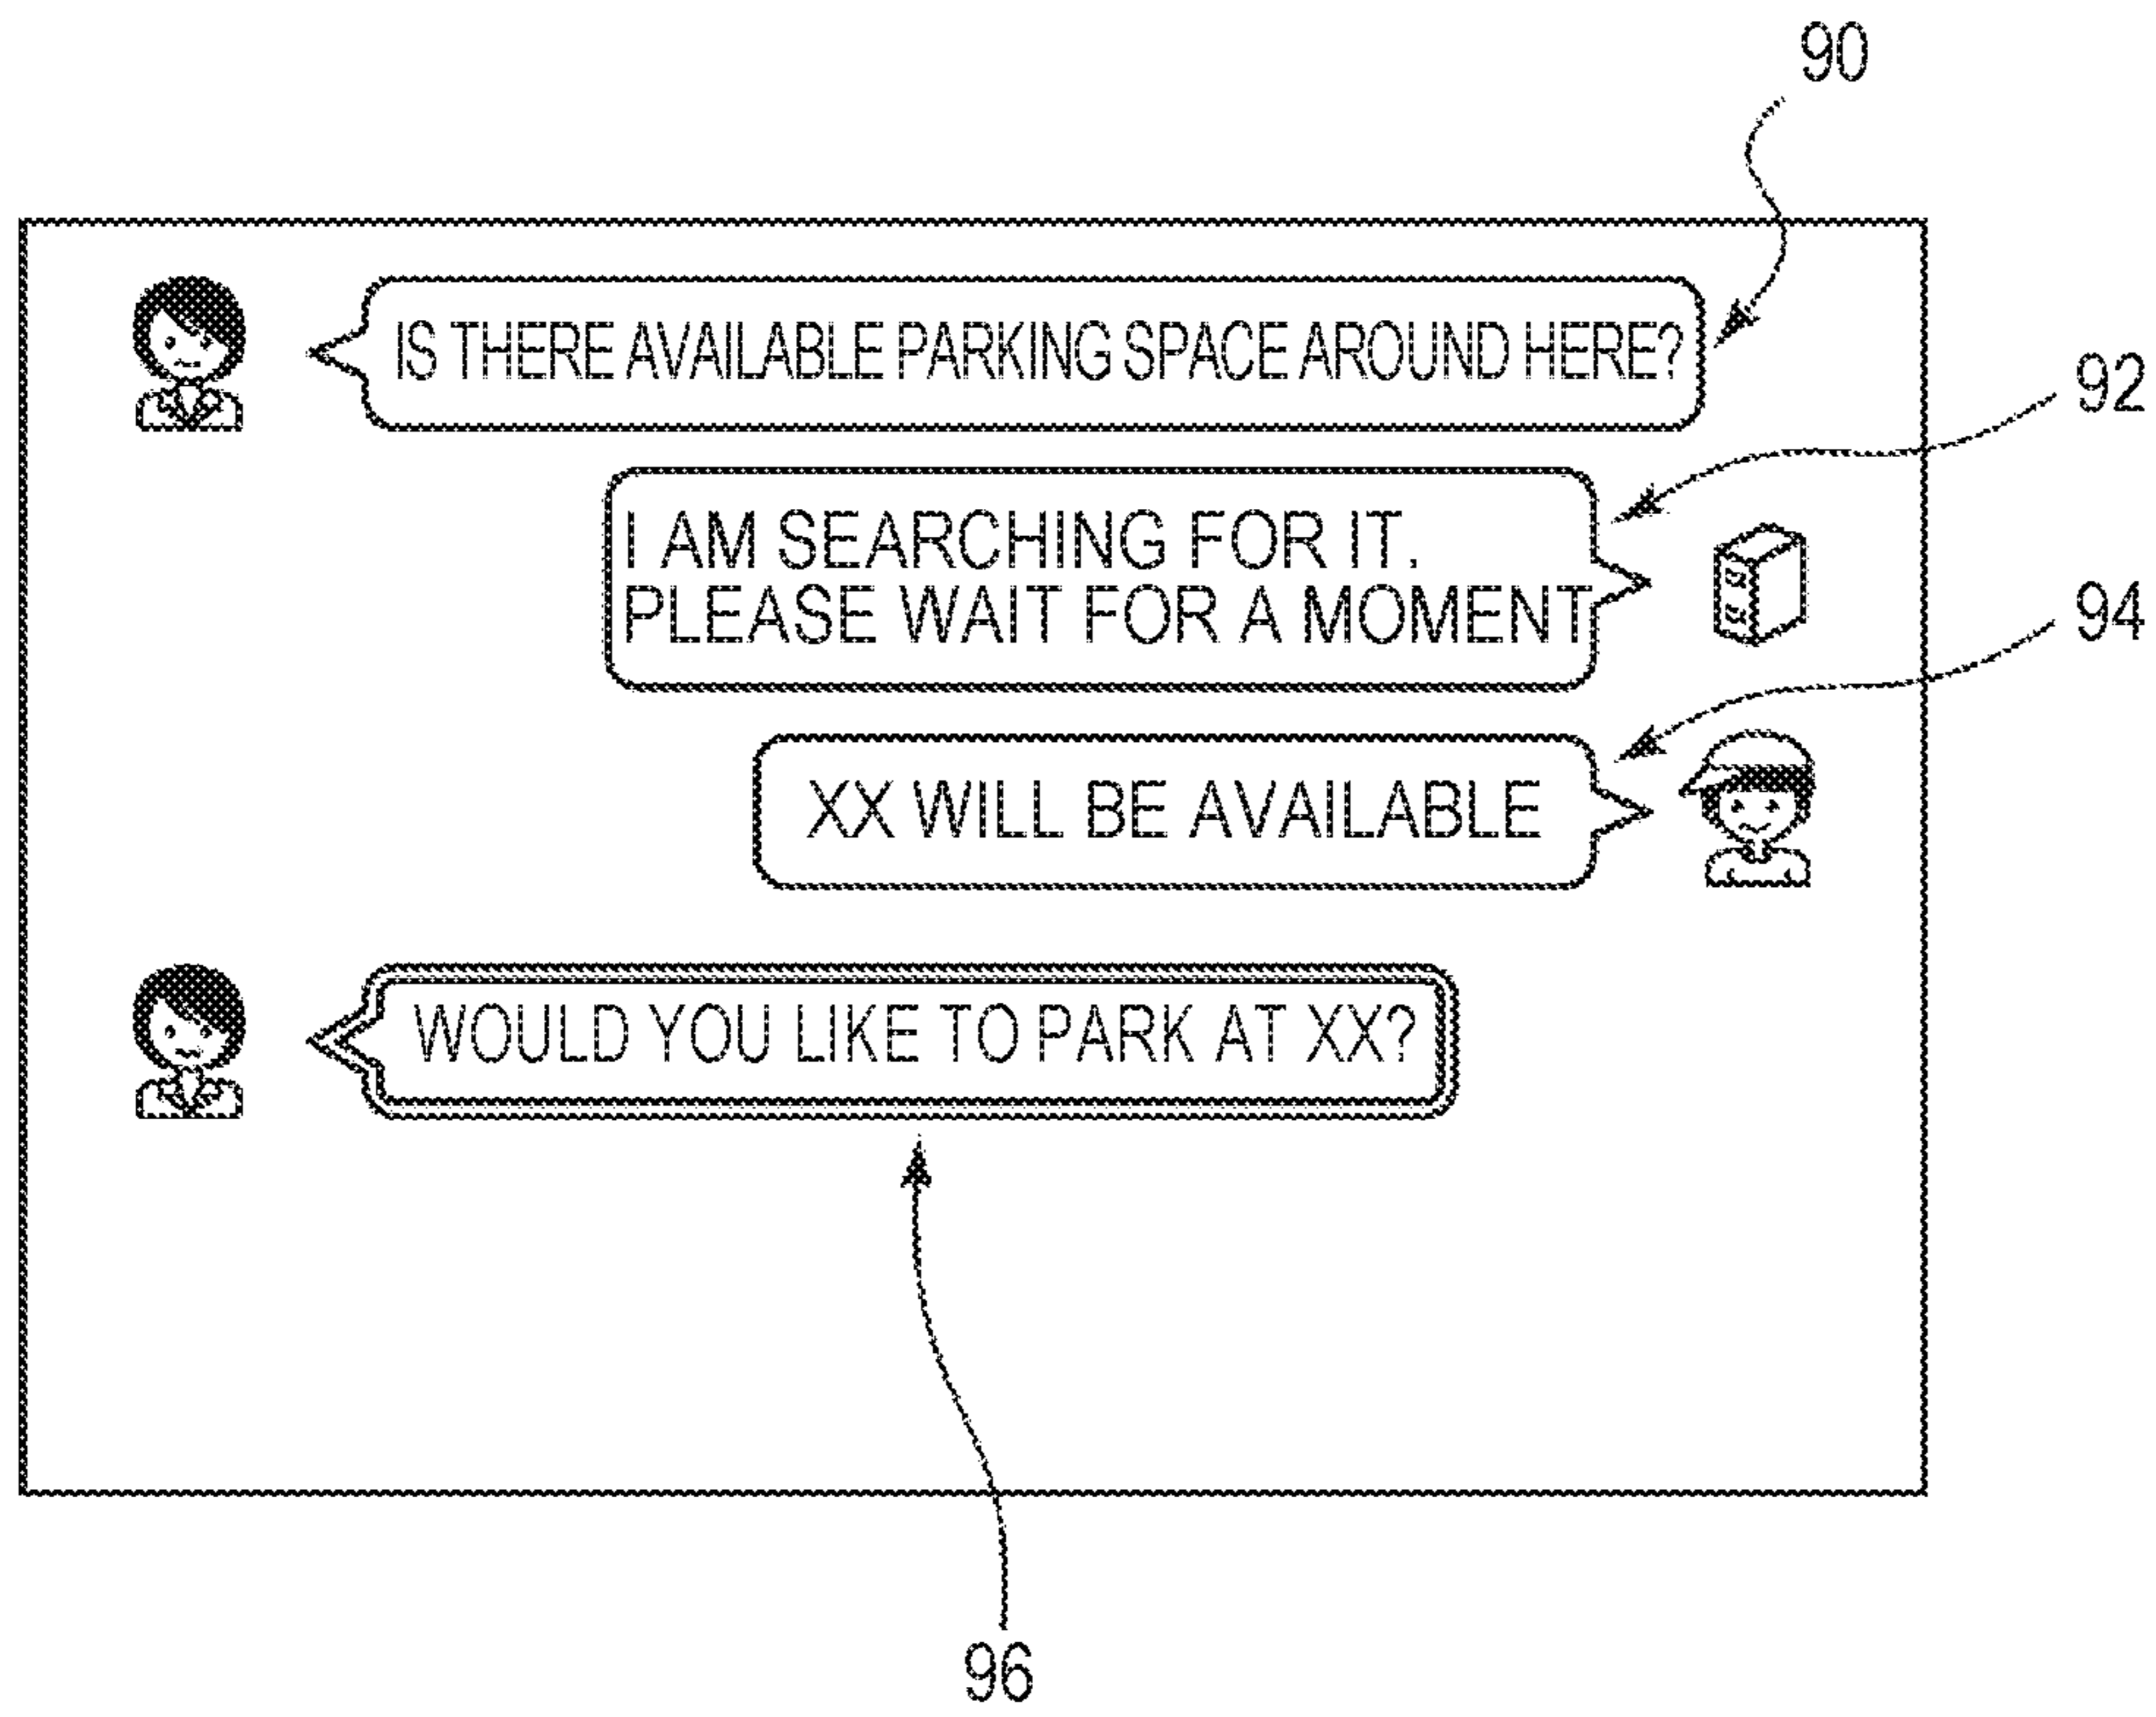 90
IS THERE AVAILABLE PARKING SPACE AROUND HERE?
92
I AM SEARCHING FOR IT.
PLEASE WAIT FOR A MOMENT
94
XX WILL BE AVAILABLE
WOULD YOU LIKE TO PARK AT XX?
96